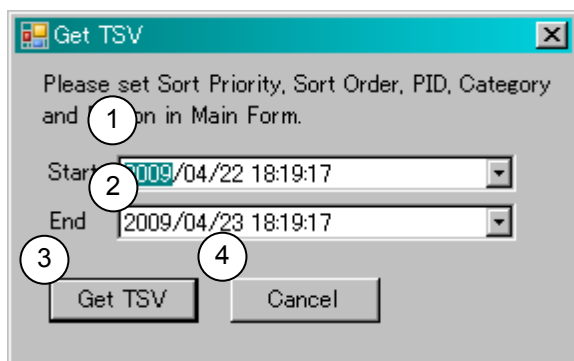 Get TSV
Please set Sort Priority, Sort Order, PID, Category
and on in Main Form.
1
Start 2009/04/22 18:19:17
2
End 2009/04/23 18:19:17
3
4
Get TSV Cancel